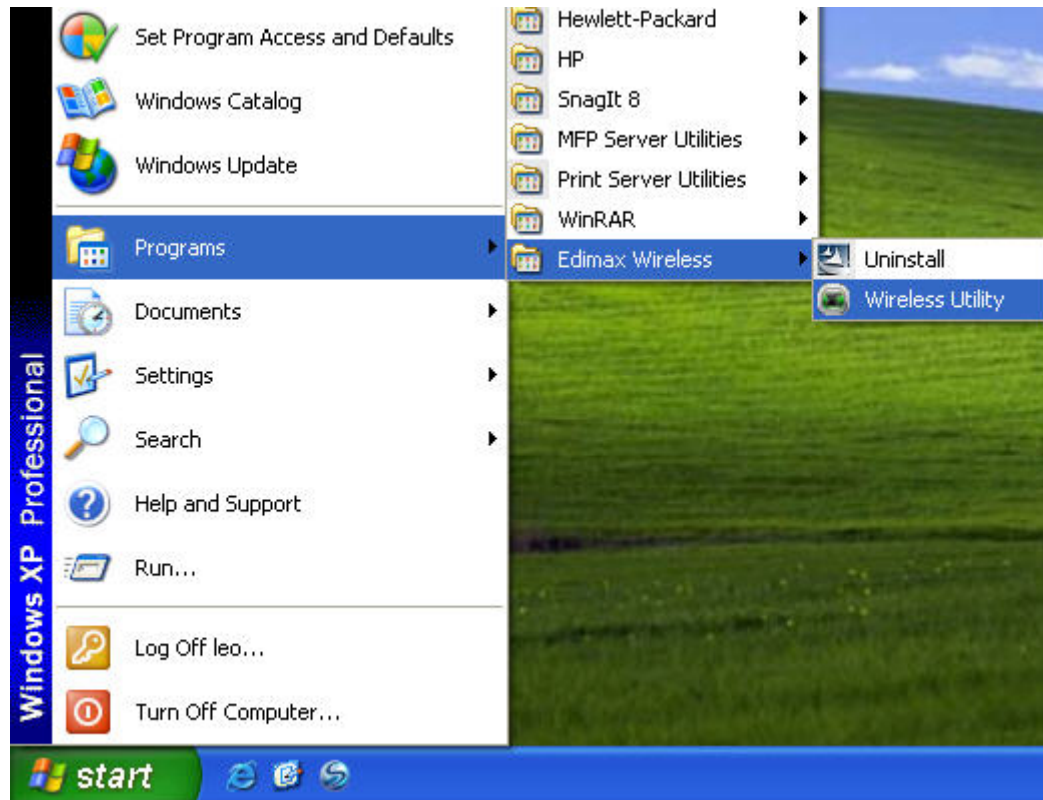 Set Program Access and Defaults
Windows Catalog
Windows Update
Programs
Documents
Settings
Search
Help and Support
Run...
Log Off leo...
Turn Off Computer...
Windows XP Professional
Hewlett-Packard
HP
SnagIt 8
MFP Server Utilities
Print Server Utilities
WinRAR
Edimax Wireless
Uninstall
Wireless Utility
start